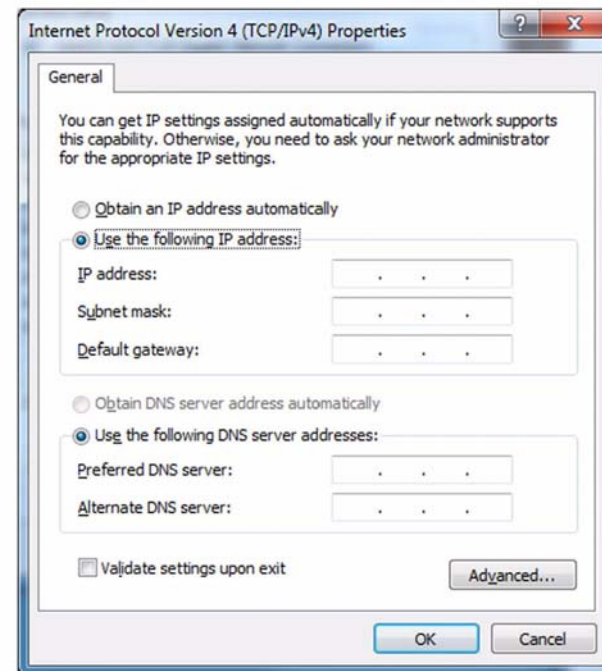 Internet Protocol Version 4 (TCP/IPv4) Properties
General
You can get IP settings assigned automatically if your network supports
this capability. Otherwise, you need to ask your network administrator
for the appropriate IP settings.
Obtain an IP address automatically
Use the following IP address:
IP address: . . .
Subnet mask: . . .
Default gateway: . . .
Obtain DNS server address automatically
Use the following DNS server addresses:
Preferred DNS server: . . .
Alternate DNS server: . . .
Validate settings upon exit
Advanced...
OK Cancel